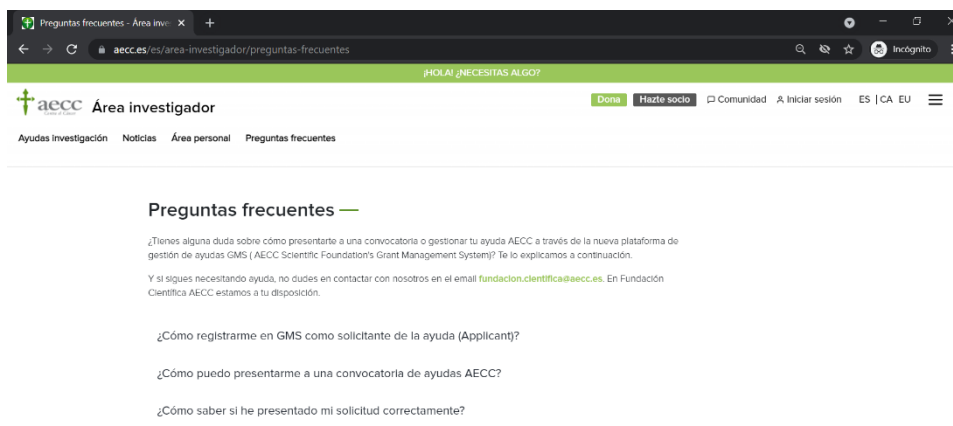 Preguntas frecuentes - Área inve
aecc.es/es/area-investigador/preguntas-frecuentes
Incógnito
¡HOLA! ¿NECESITAS ALGO?
aecc Área investigador
Dona Hazte socio Comunidad Iniciar sesión ES | CA EU
Ayudas investigación Noticias Área personal Preguntas frecuentes
Preguntas frecuentes —
¿Tienes alguna duda sobre cómo presentarte a una convocatoria o gestionar tu ayuda AECC a través de la nueva plataforma de
gestión de ayudas GMS ( AECC Scientific Foundation's Grant Management System)? Te lo explicamos a continuación.
Y si sigues necesitando ayuda, no dudes en contactar con nosotros en el email fundacion.cientifica@aecc.es. En Fundación
Científica AECC estamos a tu disposición.
¿Cómo registrarme en GMS como solicitante de la ayuda (Applicant)?
¿Cómo puedo presentarme a una convocatoria de ayudas AECC?
¿Cómo saber si he presentado mi solicitud correctamente?